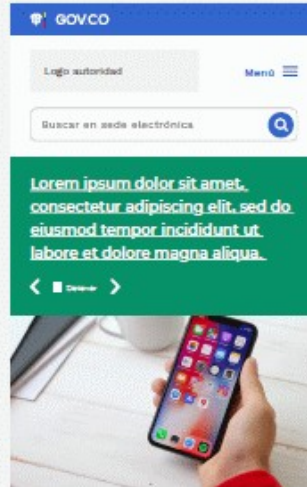 GOV.CO
Logo autoridad
Menú
Buscar en sede electrónica
Lorem ipsum dolor sit amet,
consectetur adipiscing elit, sed do
eiusmod tempor incididunt ut
labore et dolore magna aliqua.
Detener